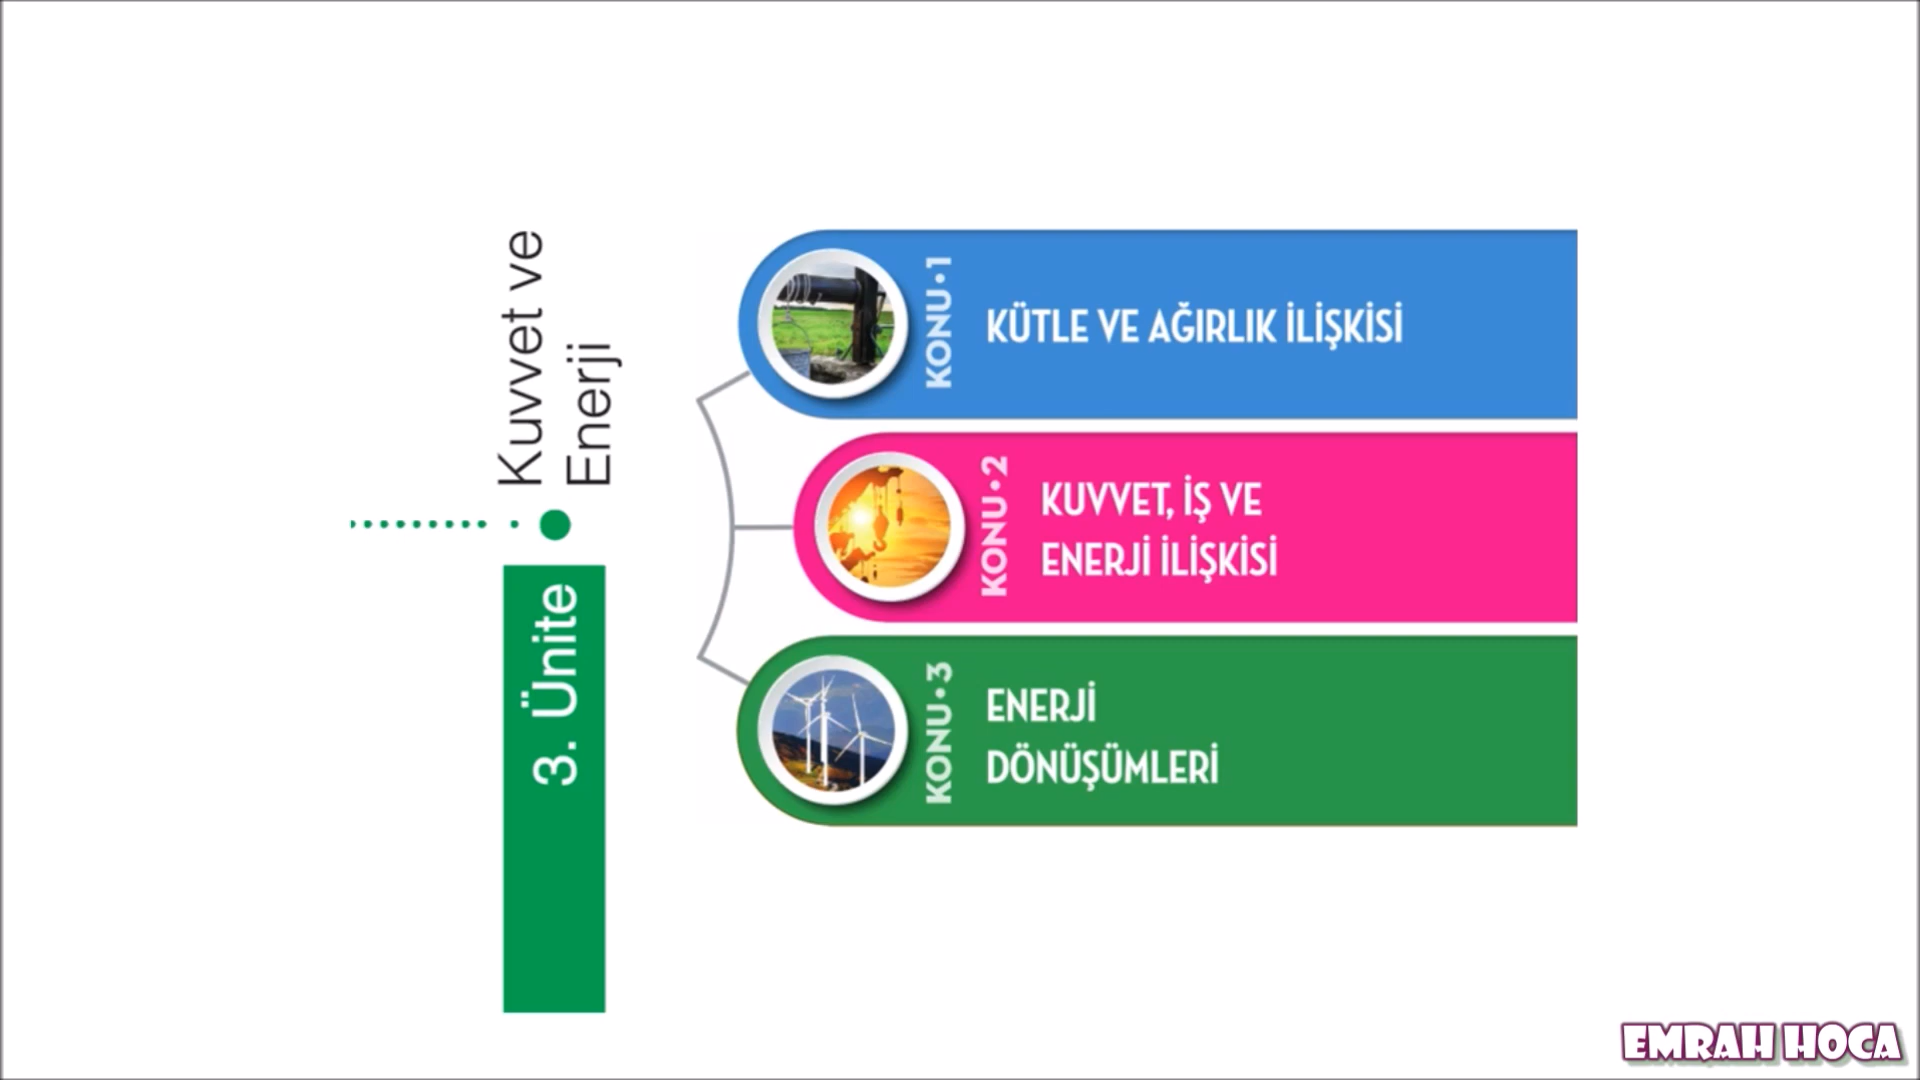 3. Ünite
Kuvvet ve
Enerji
KONU•1
KÜTLE VE AĞIRLIK İLİŞKİSİ
KONU•2
KUVVET, İŞ VE
ENERJİ İLİŞKİSİ
KONU•3
ENERJİ
DÖNÜŞÜMLERİ
EMRAH HOCA